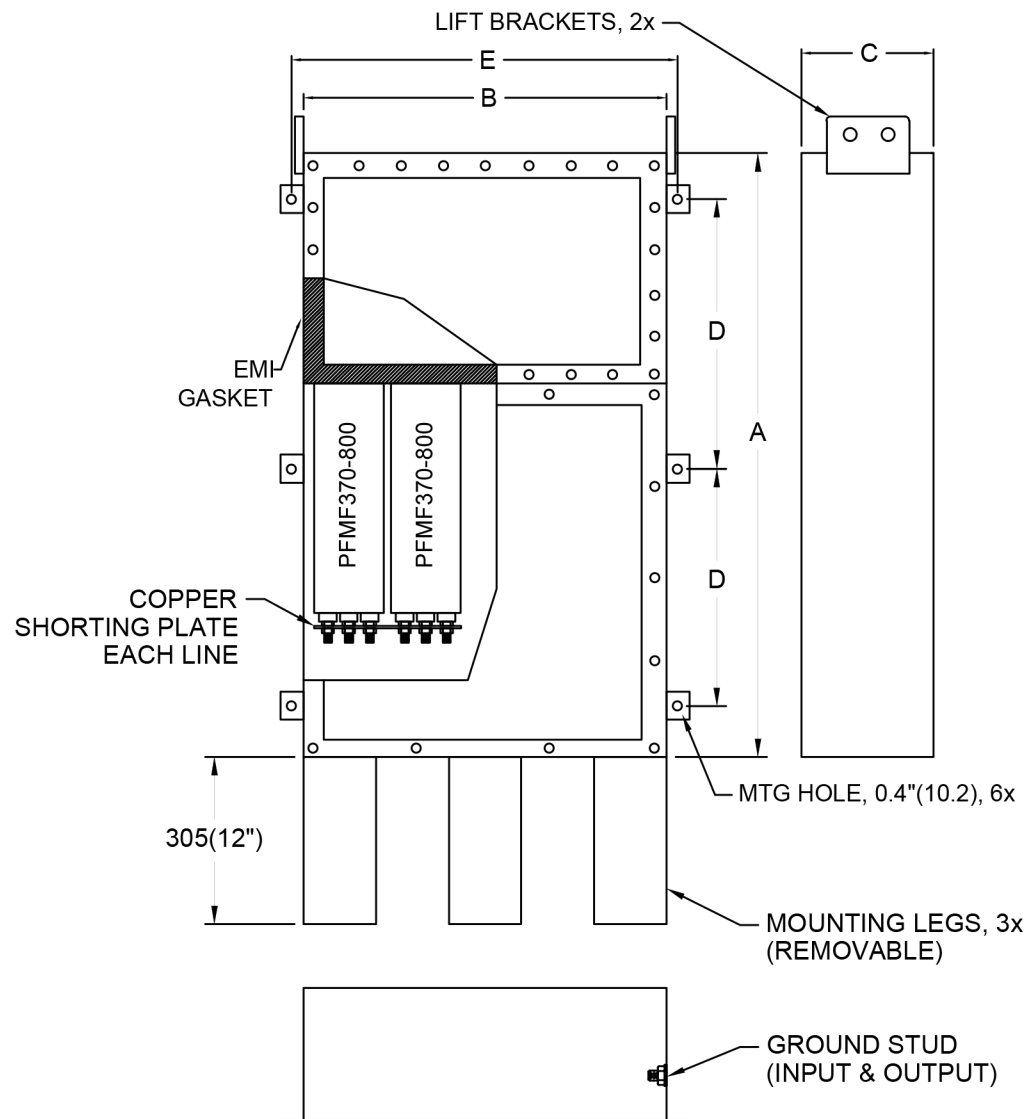 LIFT BRACKETS, 2x
C
E
B
EMI
GASKET
D
A
PFMF370-800
PFMF370-800
D
COPPER
SHORTING PLATE
EACH LINE
MTG HOLE, 0.4"(10.2), 6x
305(12")
MOUNTING LEGS, 3x
(REMOVABLE)
GROUND STUD
(INPUT & OUTPUT)